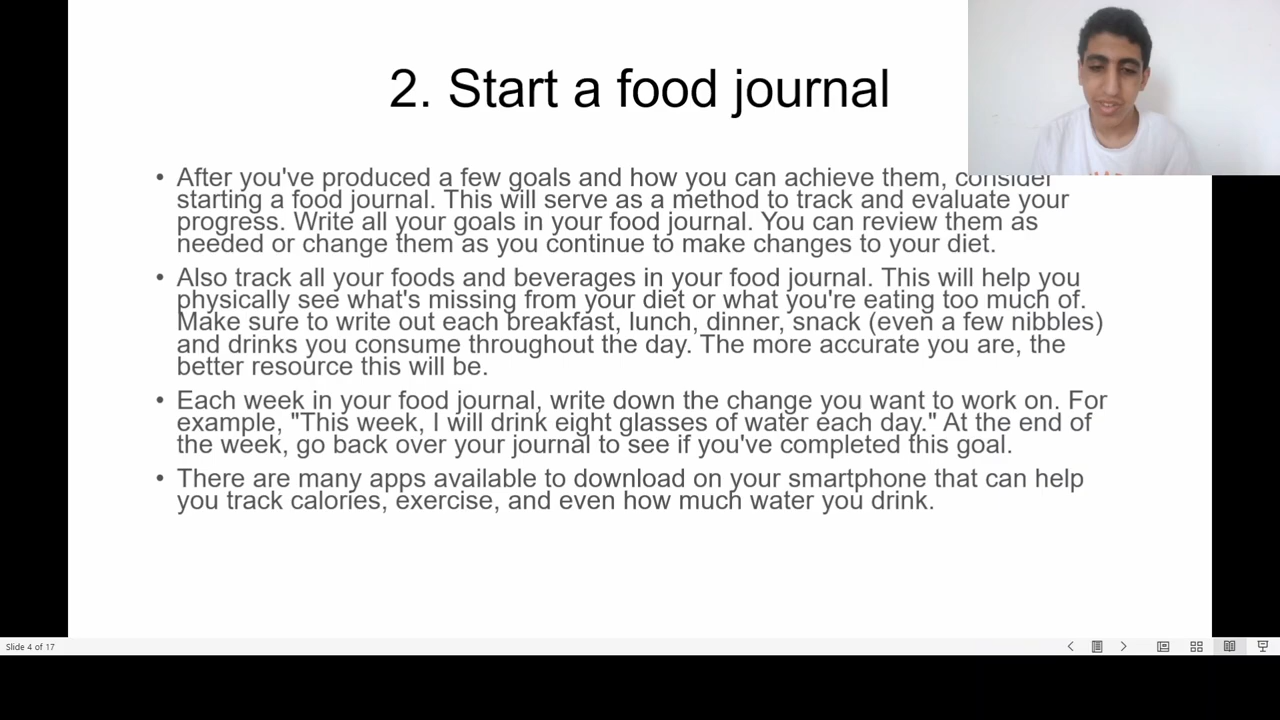 2. Start a food journal
• After you've produced a few goals and how you can achieve them, consider
starting a food journal. This will serve as a method to track and evaluate your
progress. Write all your goals in your food journal. You can review them as
needed or change them as you continue to make changes to your diet.
• Also track all your foods and beverages in your food journal. This will help you
physically see what's missing from your diet or what you're eating too much of.
Make sure to write out each breakfast, lunch, dinner, snack (even a few nibbles)
and drinks you consume throughout the day. The more accurate you are, the
better resource this will be.
• Each week in your food journal, write down the change you want to work on. For
example, "This week, I will drink eight glasses of water each day." At the end of
the week, go back over your journal to see if you've completed this goal.
• There are many apps available to download on your smartphone that can help
you track calories, exercise, and even how much water you drink.
Slide 4 of 17